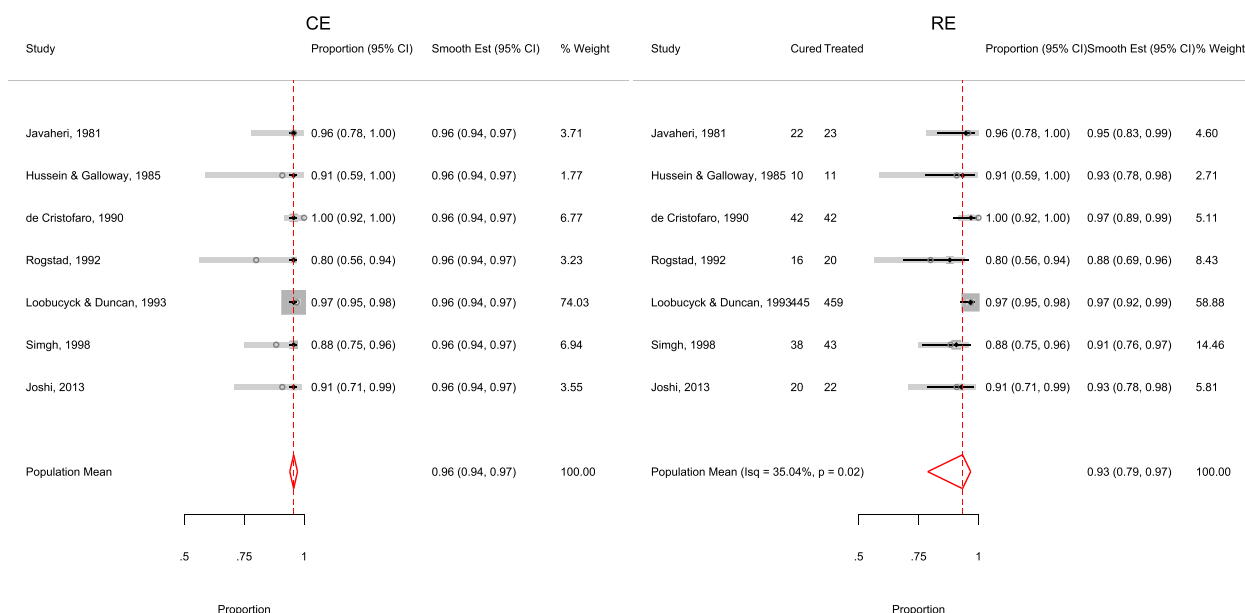 CE
Study Proportion (95% CI) Smooth Est (95% CI) % Weight
Javaheri, 1981 0.96 (0.78, 1.00) 0.96 (0.94, 0.97) 3.71
Hussein & Galloway, 1985 0.91 (0.59, 1.00) 0.96 (0.94, 0.97) 1.77
de Cristofaro, 1990 1.00 (0.92, 1.00) 0.96 (0.94, 0.97) 6.77
Rogstad, 1992 0.80 (0.56, 0.94) 0.96 (0.94, 0.97) 3.23
Loobucyck & Duncan, 1993 0.97 (0.95, 0.98) 0.96 (0.94, 0.97) 74.03
Simgh, 1998 0.88 (0.75, 0.96) 0.96 (0.94, 0.97) 6.94
Joshi, 2013 0.91 (0.71, 0.99) 0.96 (0.94, 0.97) 3.55
Population Mean 0.96 (0.94, 0.97) 100.00
.5 .75 1
Proportion
RE
Study Cured Treated Proportion (95% CI) Smooth Est (95% CI) % Weight
Javaheri, 1981 22 23 0.96 (0.78, 1.00) 0.95 (0.83, 0.99) 4.60
Hussein & Galloway, 1985 10 11 0.91 (0.59, 1.00) 0.93 (0.78, 0.98) 2.71
de Cristofaro, 1990 42 42 1.00 (0.92, 1.00) 0.97 (0.89, 0.99) 5.11
Rogstad, 1992 16 20 0.80 (0.56, 0.94) 0.88 (0.69, 0.96) 8.43
Loobucyck & Duncan, 1993 445 459 0.97 (0.95, 0.98) 0.97 (0.92, 0.99) 58.88
Simgh, 1998 38 43 0.88 (0.75, 0.96) 0.91 (0.76, 0.97) 14.46
Joshi, 2013 20 22 0.91 (0.71, 0.99) 0.93 (0.78, 0.98) 5.81
Population Mean (Isq = 35.04%, p = 0.02) 0.93 (0.79, 0.97) 100.00
.5 .75 1
Proportion